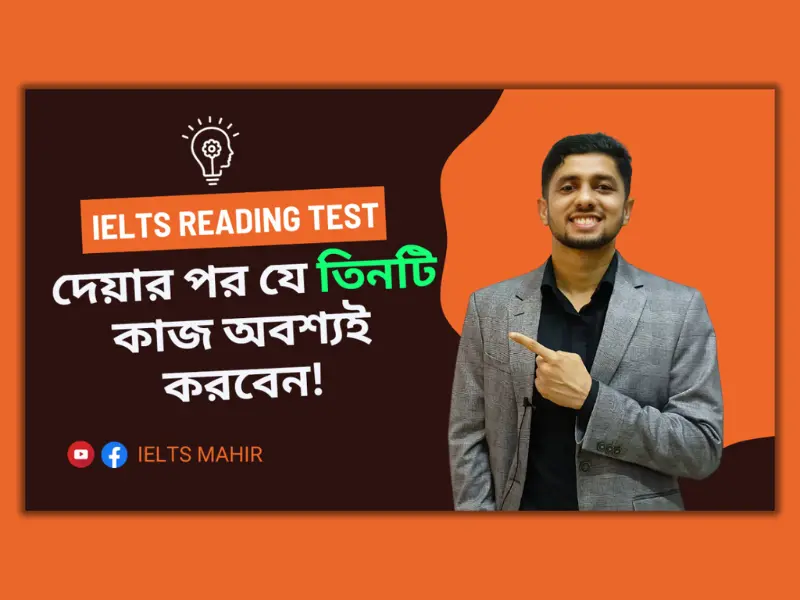 IELTS READING TEST
দেয়ার পর যে তিনটি
কাজ অবশ্যই
করবেন!
IELTS MAHIR